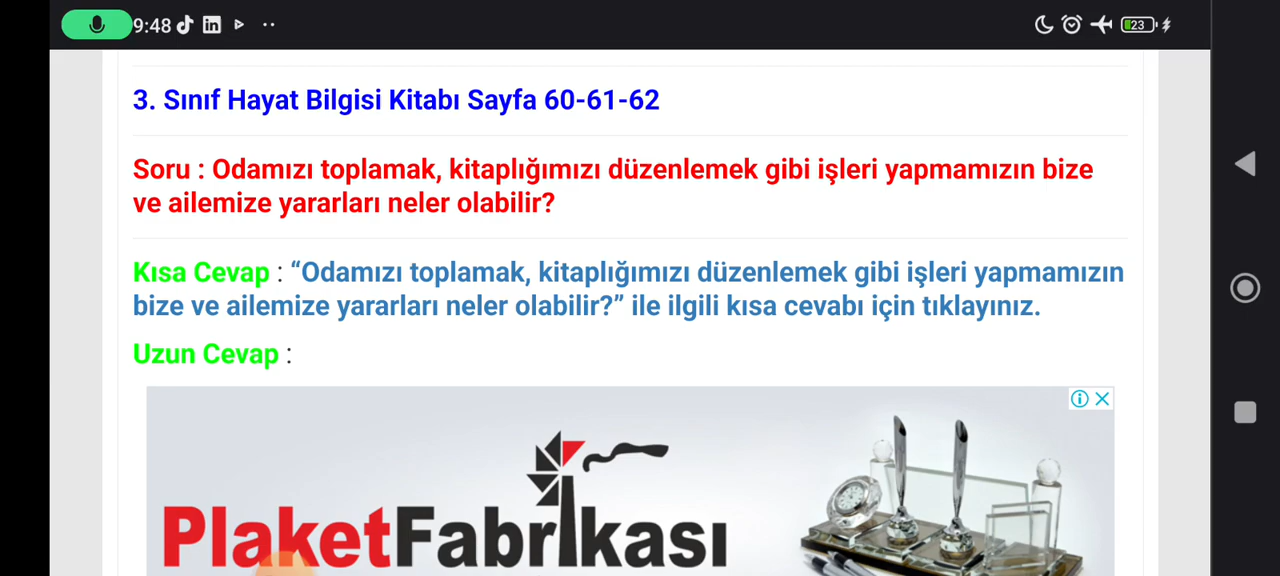 9:48
23
3. Sınıf Hayat Bilgisi Kitabı Sayfa 60-61-62
Soru : Odamızı toplamak, kitaplığımızı düzenlemek gibi işleri yapmamızın bize
ve ailemize yararları neler olabilir?
Kısa Cevap : “Odamızı toplamak, kitaplığımızı düzenlemek gibi işleri yapmamızın
bize ve ailemize yararları neler olabilir?” ile ilgili kısa cevabı için tıklayınız.
Uzun Cevap :
PlaketFabrikası